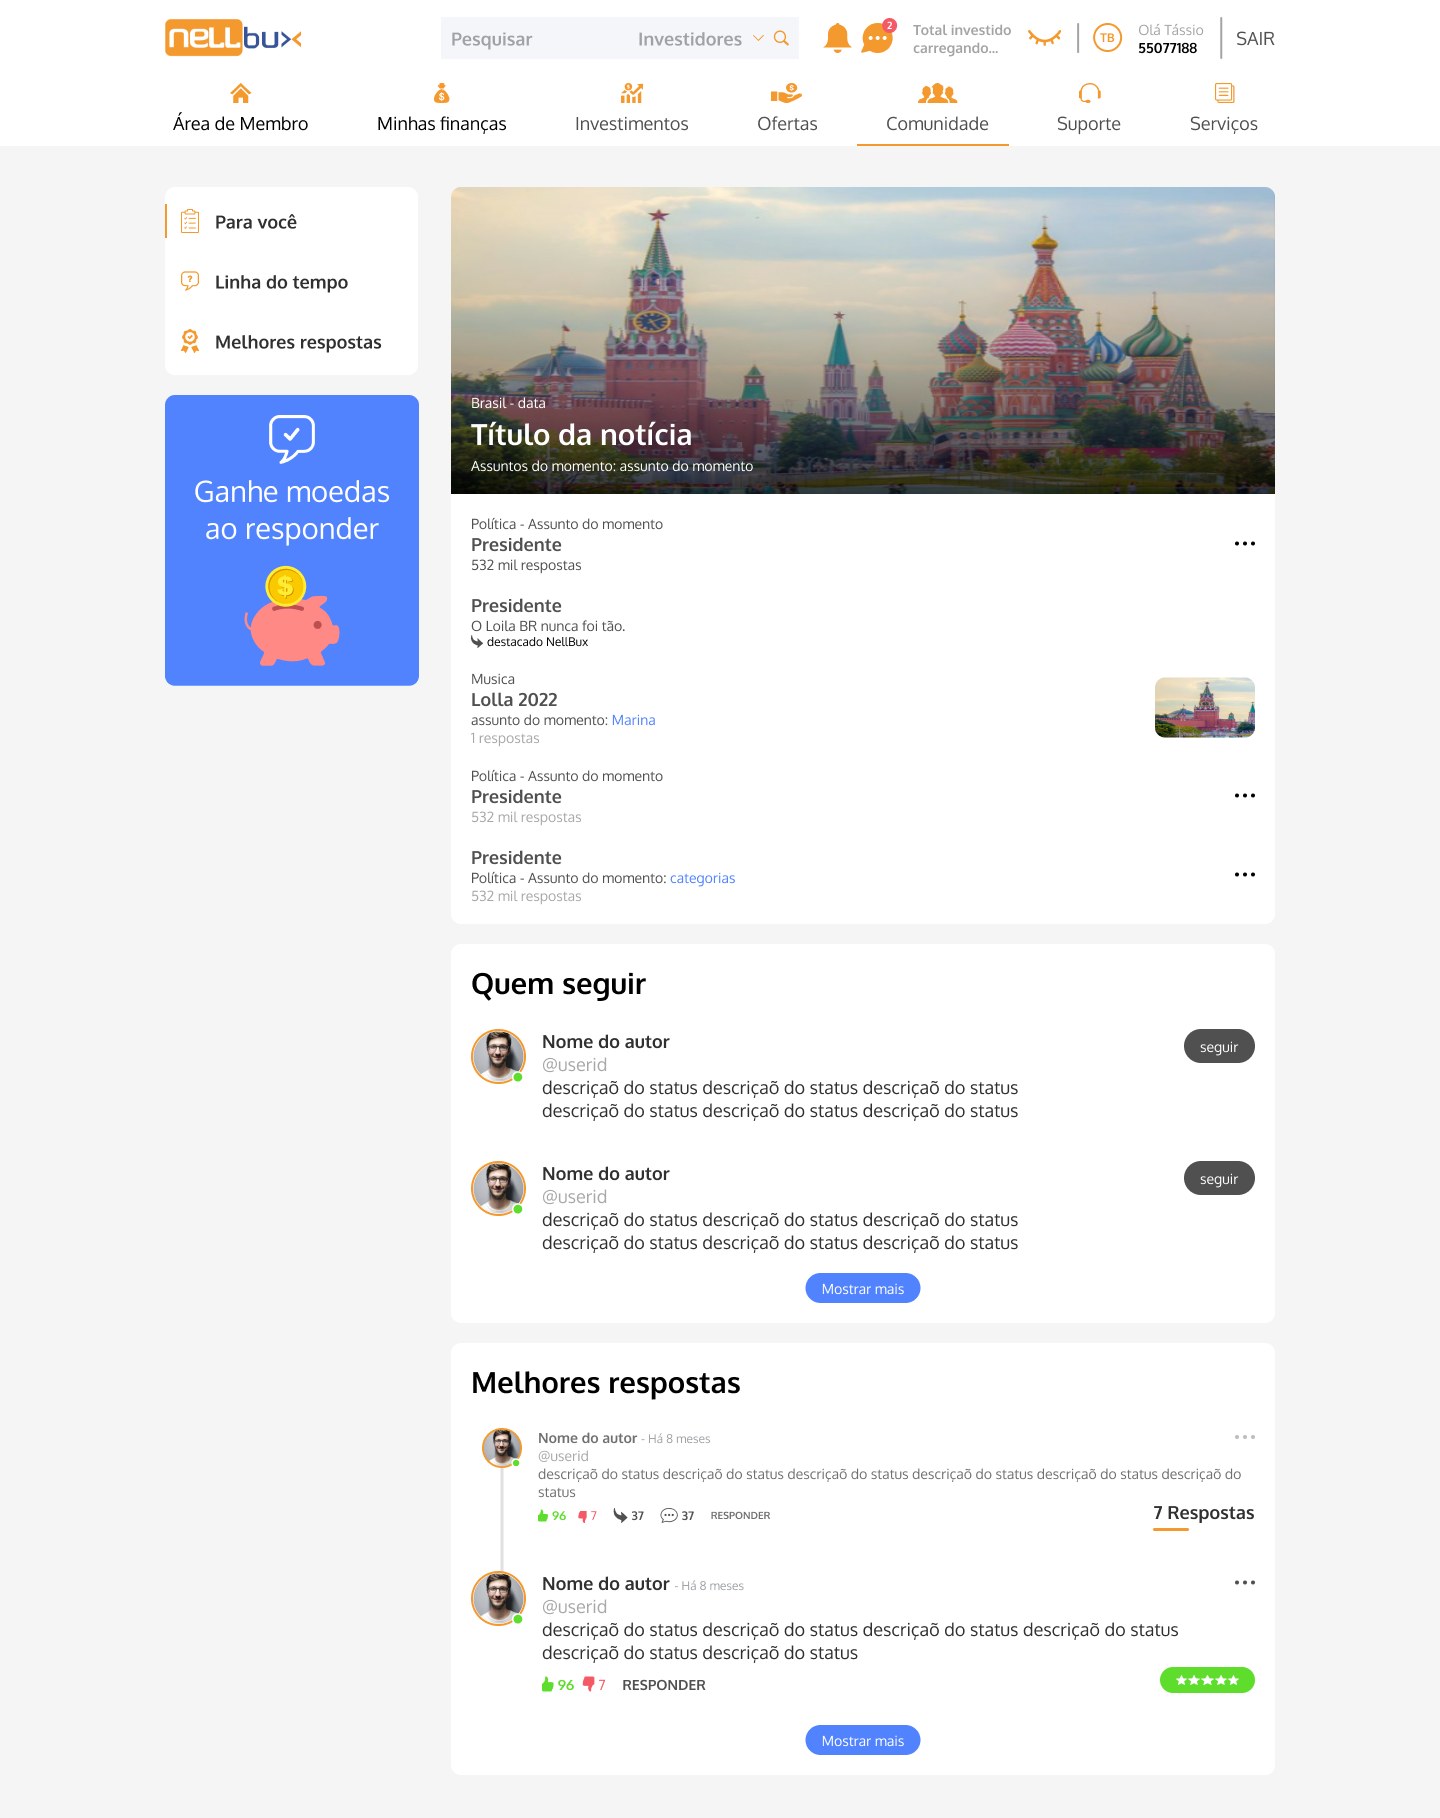 nellbux
Pesquisar
Investidores
2
Total investido
carregando...
TB
Olá Tássio
55077188
SAIR
Área de Membro
Minhas finanças
Investimentos
Ofertas
Comunidade
Suporte
Serviços
Para você
Linha do tempo
Melhores respostas
Ganhe moedas
ao responder
$
Brasil - data
Título da notícia
Assuntos do momento: assunto do momento
Política - Assunto do momento
Presidente
532 mil respostas
Presidente
O Loila BR nunca foi tão.
destacado NellBux
Musica
Lolla 2022
assunto do momento: Marina
1 respostas
Política - Assunto do momento
Presidente
532 mil respostas
Presidente
Política - Assunto do momento: categorias
532 mil respostas
Quem seguir
Nome do autor
@userid
descriçaõ do status descriçaõ do status descriçaõ do status
descriçaõ do status descriçaõ do status descriçaõ do status
seguir
Nome do autor
@userid
descriçaõ do status descriçaõ do status descriçaõ do status
descriçaõ do status descriçaõ do status descriçaõ do status
seguir
Mostrar mais
Melhores respostas
Nome do autor - Há 8 meses
@userid
descriçaõ do status descriçaõ do status descriçaõ do status descriçaõ do status descriçaõ do status descriçaõ do
status
96 7 37 37 RESPONDER
7 Respostas
Nome do autor - Há 8 meses
@userid
descriçaõ do status descriçaõ do status descriçaõ do status descriçaõ do status
descriçaõ do status descriçaõ do status
96 7 RESPONDER
Mostrar mais